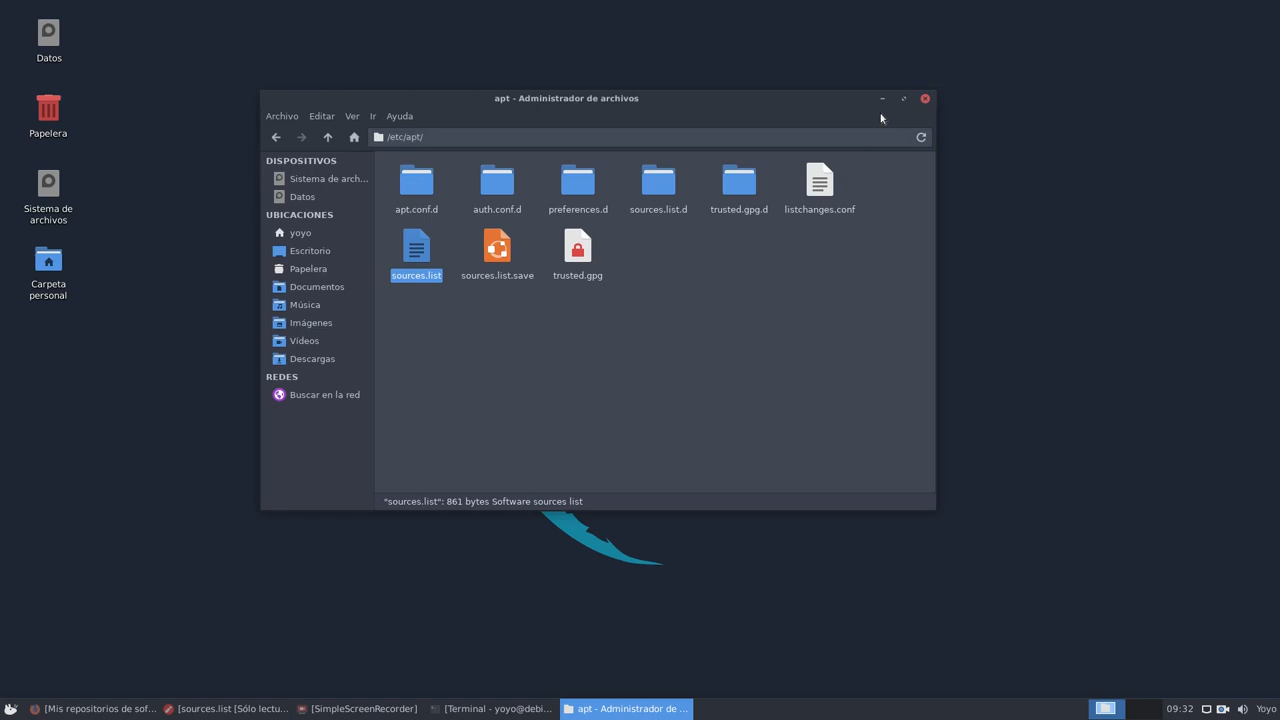 Datos
Papelera
Sistema de
archivos
Carpeta
personal
apt - Administrador de archivos
Archivo Editar Ver Ir Ayuda
/etc/apt/
DISPOSITIVOS
Sistema de arch...
Datos
UBICACIONES
yoyo
Escritorio
Papelera
Documentos
Música
Imágenes
Vídeos
Descargas
REDES
Buscar en la red
apt.conf.d auth.conf.d preferences.d sources.list.d trusted.gpg.d listchanges.conf
sources.list sources.list.save trusted.gpg
"sources.list": 861 bytes Software sources list
[Mis repositorios de sof... [sources.list [Sólo lectu... [SimpleScreenRecorder] [Terminal - yoyo@debi... apt - Administrador de ... 09:32 Yoyo